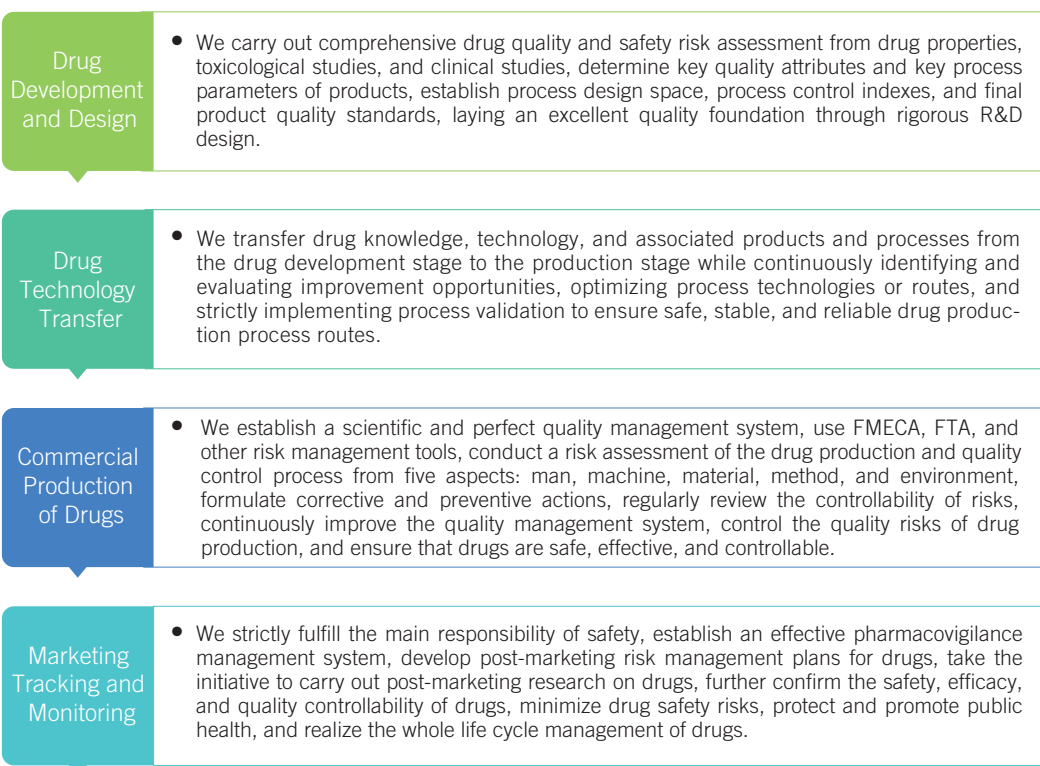 Drug
Development
and Design
● We carry out comprehensive drug quality and safety risk assessment from drug properties,
toxicological studies, and clinical studies, determine key quality attributes and key process
parameters of products, establish process design space, process control indexes, and final
product quality standards, laying an excellent quality foundation through rigorous R&D
design.
Drug
Technology
Transfer
● We transfer drug knowledge, technology, and associated products and processes from
the drug development stage to the production stage while continuously identifying and
evaluating improvement opportunities, optimizing process technologies or routes, and
strictly implementing process validation to ensure safe, stable, and reliable drug produc-
tion process routes.
Commercial
Production
of Drugs
● We establish a scientific and perfect quality management system, use FMECA, FTA, and
other risk management tools, conduct a risk assessment of the drug production and quality
control process from five aspects: man, machine, material, method, and environment,
formulate corrective and preventive actions, regularly review the controllability of risks,
continuously improve the quality management system, control the quality risks of drug
production, and ensure that drugs are safe, effective, and controllable.
Marketing
Tracking and
Monitoring
● We strictly fulfill the main responsibility of safety, establish an effective pharmacovigilance
management system, develop post-marketing risk management plans for drugs, take the
initiative to carry out post-marketing research on drugs, further confirm the safety, efficacy,
and quality controllability of drugs, minimize drug safety risks, protect and promote public
health, and realize the whole life cycle management of drugs.